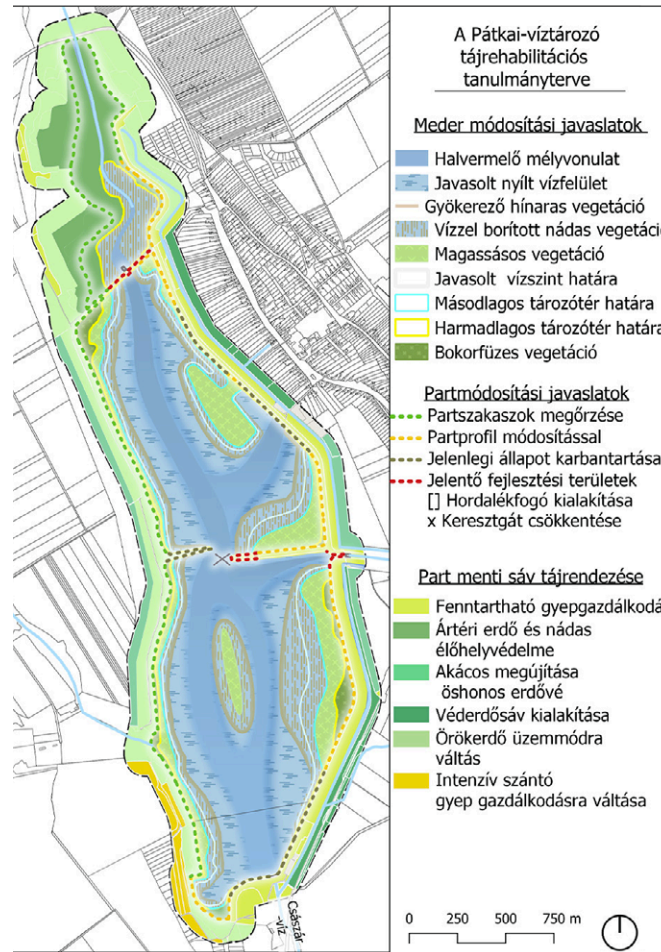 A Pátkai-víztározó
tájrehabilitációs
tanulmányterve
Meder módosítási javaslatok
Halvermelő mélyvonulat
Javasolt nyílt vízfelület
Gyökerező hínaras vegetáció
Vízzel borított nádas vegetáció
Magassásos vegetáció
Javasolt vízszint határa
Másodlagos tározótér határa
Harmadlagos tározótér határa
Bokorfüzes vegetáció
Partmódosítási javaslatok
Partszakaszok megőrzése
Partprofil módosítással
Jelenlegi állapot karbantartása
Jelentő fejlesztési területek
[] Hordalékfogó kialakítása
x Keresztgát csökkentése
Part menti sáv tájrendezése
Fenntartható gyepgazdálkodá
Ártéri erdő és nádas
élőhelyvédelme
Akácos megújítása
őshonos erdővé
Véderdősáv kialakítása
Örökerdő üzemmódra
váltás
Intenzív szántó
gyep gazdálkodásra váltása
0 250 500 750 m
Császár
-víz